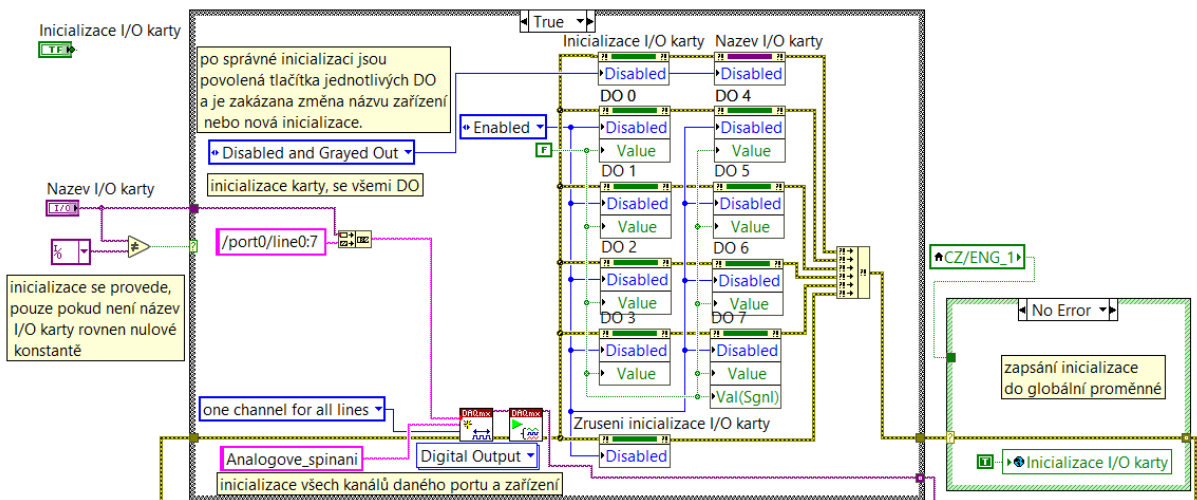 True
Inicializace I/O karty
TF
po správné inicializaci jsou
povolená tlačítka jednotlivých DO
a je zakázana změna názvu zařízení
nebo nová inicializace.
Disabled and Grayed Out
inicializace karty, se všemi DO
Inicializace I/O karty
Nazev I/O karty
Disabled
Disabled
DO 0
DO 4
Enabled
Disabled
Disabled
F
Value
Value
DO 1
DO 5
Disabled
Disabled
Value
Value
DO 2
DO 6
Disabled
Disabled
Value
Value
DO 3
DO 7
Disabled
Disabled
Value
Value
Val(Sgnl)
Zruseni inicializace I/O karty
Disabled
Nazev I/O karty
I/O
/port0/line0:7
inicializace se provede,
pouze pokud není název
I/O karty rovnen nulové
konstantě
one channel for all lines
DAQmx
DAQmx
Analogove_spinani
Digital Output
inicializace všech kanálů daného portu a zařízení
CZ/ENG_1
No Error
zapsání inicializace
do globální proměnné
T
Inicializace I/O karty